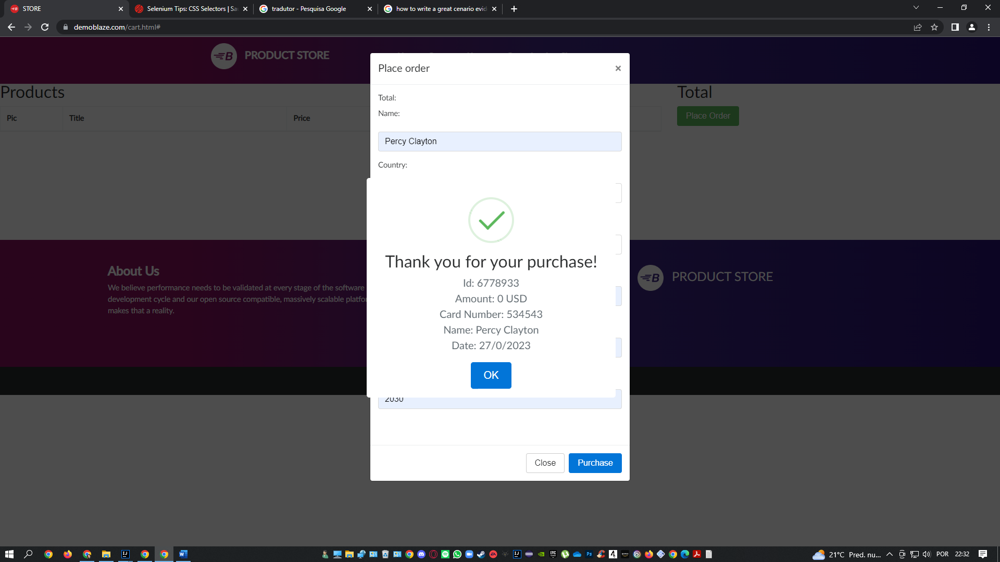 STORE
Selenium Tips: CSS Selectors | Sa
tradutor - Pesquisa Google
how to write a great cenario evid
demoblaze.com/cart.html#
PRODUCT STORE
Place order
×
Products
Total
Pic
Title
Price
Place Order
Total:
Name:
Percy Clayton
Country:
Thank you for your purchase!
Id: 6778933
Amount: 0 USD
Card Number: 534543
Name: Percy Clayton
Date: 27/0/2023
OK
2030
Close
Purchase
About Us
We believe performance needs to be validated at every stage of the software
development cycle and our open source compatible, massively scalable platfo
makes that a reality.
PRODUCT STORE
21°C Pred. nu...
POR
22:32